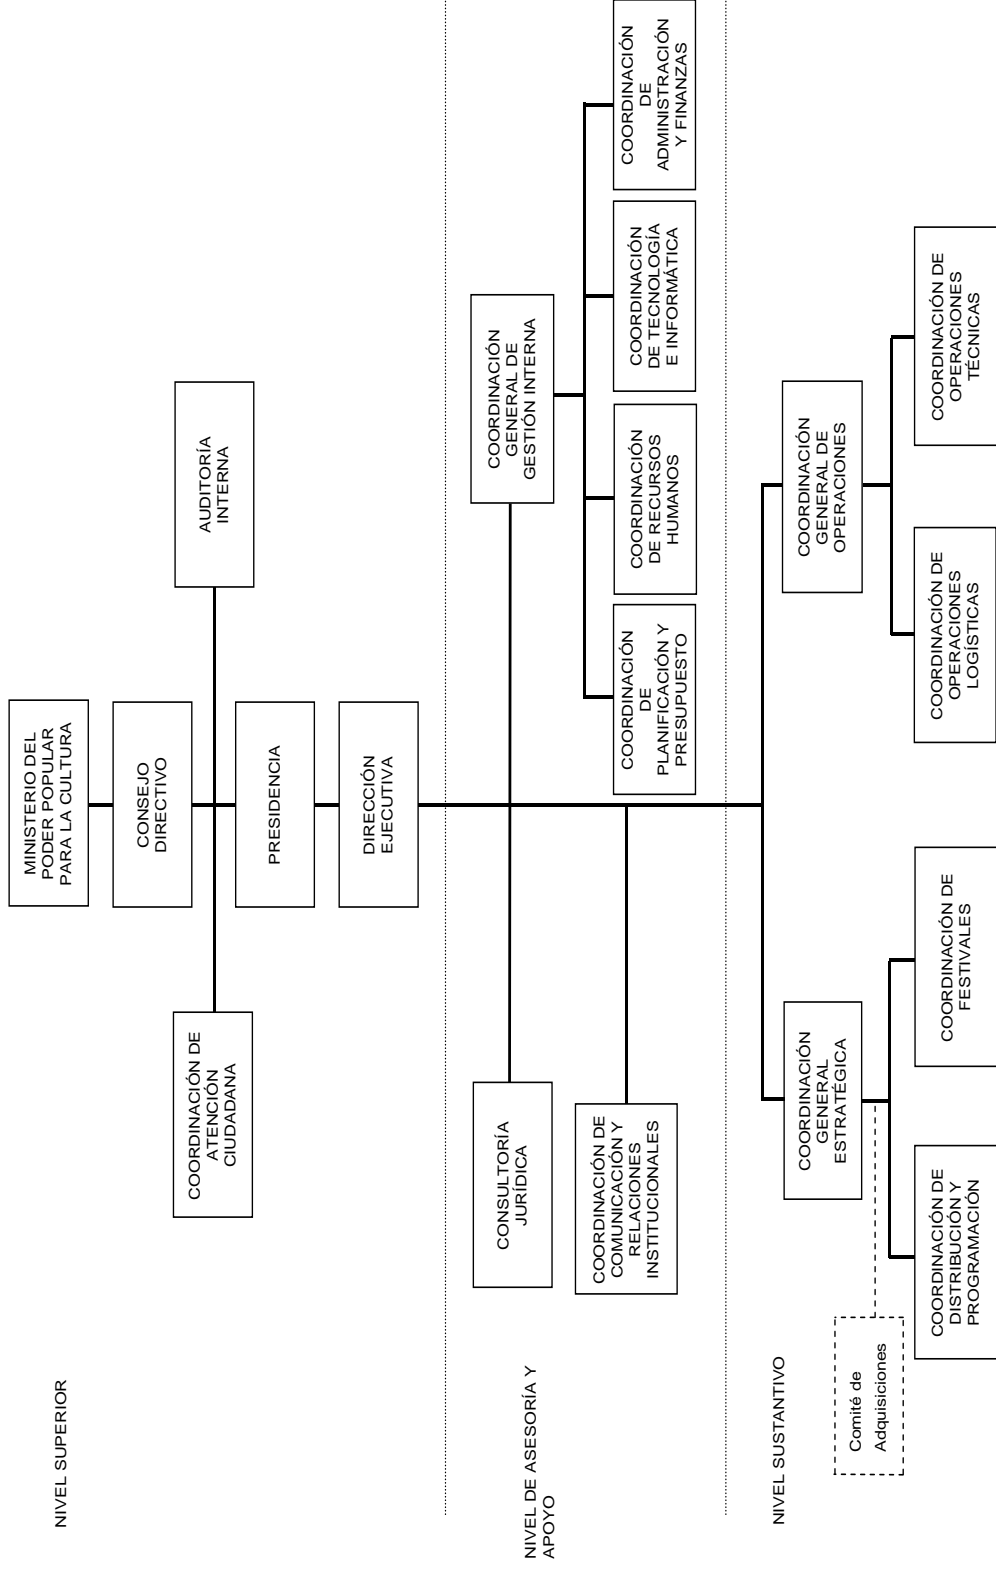 NIVEL SUPERIOR
MINISTERIO DEL
PODER POPULAR
PARA LA CULTURA
CONSEJO
DIRECTIVO
COORDINACIÓN DE
ATENCIÓN
CIUDADANA
AUDITORÍA
INTERNA
PRESIDENCIA
DIRECCIÓN
EJECUTIVA
NIVEL DE ASESORÍA Y
APOYO
CONSULTORÍA
JURÍDICA
COORDINACIÓN
GENERAL DE
GESTIÓN INTERNA
COORDINACIÓN DE
COMUNICACIÓN Y
RELACIONES
INSTITUCIONALES
COORDINACIÓN
DE
PLANIFICACIÓN Y
PRESUPUESTO
COORDINACIÓN
DE RECURSOS
HUMANOS
COORDINACIÓN
DE TECNOLOGÍA
E INFORMÁTICA
COORDINACIÓN
DE
ADMINISTRACIÓN
Y FINANZAS
NIVEL SUSTANTIVO
COORDINACIÓN
GENERAL
ESTRATÉGICA
COORDINACIÓN
GENERAL DE
OPERACIONES
Comité de
Adquisiciones
COORDINACIÓN DE
DISTRIBUCIÓN Y
PROGRAMACIÓN
COORDINACIÓN DE
FESTIVALES
COORDINACIÓN DE
OPERACIONES
LOGÍSTICAS
COORDINACIÓN DE
OPERACIONES
TÉCNICAS